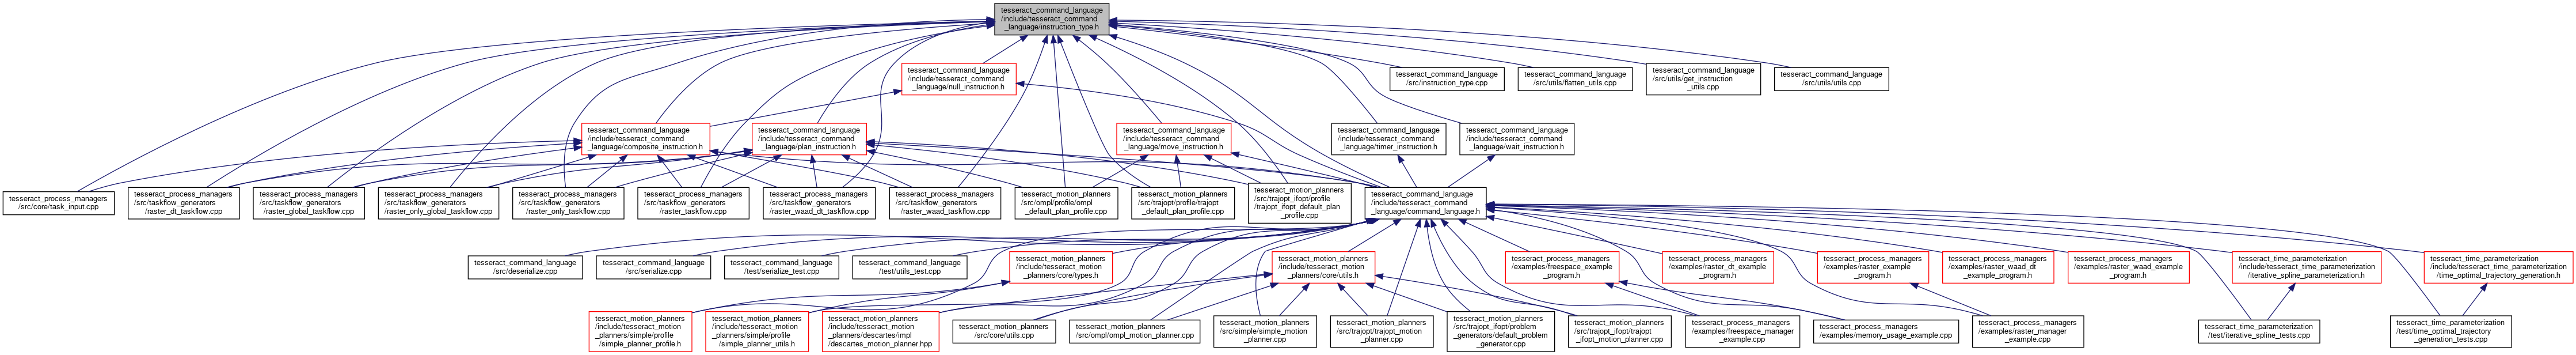 tesseract_command_language
/include/tesseract_command
_language/instruction_type.h
tesseract_command_language
/include/tesseract_command
_language/null_instruction.h
tesseract_command_language
/src/instruction_type.cpp
tesseract_command_language
/src/utils/flatten_utils.cpp
tesseract_command_language
/src/utils/get_instruction
_utils.cpp
tesseract_command_language
/src/utils/utils.cpp
tesseract_command_language
/include/tesseract_command
_language/composite_instruction.h
tesseract_command_language
/include/tesseract_command
_language/plan_instruction.h
tesseract_command_language
/include/tesseract_command
_language/move_instruction.h
tesseract_command_language
/include/tesseract_command
_language/timer_instruction.h
tesseract_command_language
/include/tesseract_command
_language/wait_instruction.h
tesseract_process_managers
/src/core/task_input.cpp
tesseract_process_managers
/src/taskflow_generators
/raster_dt_taskflow.cpp
tesseract_process_managers
/src/taskflow_generators
/raster_global_taskflow.cpp
tesseract_process_managers
/src/taskflow_generators
/raster_only_global_taskflow.cpp
tesseract_process_managers
/src/taskflow_generators
/raster_only_taskflow.cpp
tesseract_process_managers
/src/taskflow_generators
/raster_taskflow.cpp
tesseract_process_managers
/src/taskflow_generators
/raster_waad_dt_taskflow.cpp
tesseract_process_managers
/src/taskflow_generators
/raster_waad_taskflow.cpp
tesseract_motion_planners
/src/ompl/profile/ompl
_default_plan_profile.cpp
tesseract_motion_planners
/src/trajopt/profile/trajopt
_default_plan_profile.cpp
tesseract_motion_planners
/src/trajopt_ifopt/profile
/trajopt_ifopt_default_plan
_profile.cpp
tesseract_command_language
/include/tesseract_command
_language/command_language.h
tesseract_command_language
/src/deserialize.cpp
tesseract_command_language
/src/serialize.cpp
tesseract_command_language
/test/serialize_test.cpp
tesseract_command_language
/test/utils_test.cpp
tesseract_motion_planners
/include/tesseract_motion
_planners/core/types.h
tesseract_motion_planners
/include/tesseract_motion
_planners/core/utils.h
tesseract_process_managers
/examples/freespace_example
_program.h
tesseract_process_managers
/examples/raster_dt_example
_program.h
tesseract_process_managers
/examples/raster_example
_program.h
tesseract_process_managers
/examples/raster_waad_dt
_example_program.h
tesseract_process_managers
/examples/raster_waad_example
_program.h
tesseract_time_parameterization
/include/tesseract_time_parameterization
/iterative_spline_parameterization.h
tesseract_time_parameterization
/include/tesseract_time_parameterization
/time_optimal_trajectory_generation.h
tesseract_motion_planners
/include/tesseract_motion
_planners/simple/profile
/simple_planner_profile.h
tesseract_motion_planners
/include/tesseract_motion
_planners/simple/profile
/simple_planner_utils.h
tesseract_motion_planners
/include/tesseract_motion
_planners/descartes/impl
/descartes_motion_planner.hpp
tesseract_motion_planners
/src/core/utils.cpp
tesseract_motion_planners
/src/ompl/ompl_motion_planner.cpp
tesseract_motion_planners
/src/simple/simple_motion
_planner.cpp
tesseract_motion_planners
/src/trajopt/trajopt_motion
_planner.cpp
tesseract_motion_planners
/src/trajopt_ifopt/problem
_generators/default_problem
_generator.cpp
tesseract_motion_planners
/src/trajopt_ifopt/trajopt
_ifopt_motion_planner.cpp
tesseract_process_managers
/examples/freespace_manager
_example.cpp
tesseract_process_managers
/examples/memory_usage_example.cpp
tesseract_process_managers
/examples/raster_manager
_example.cpp
tesseract_time_parameterization
/test/iterative_spline_tests.cpp
tesseract_time_parameterization
/test/time_optimal_trajectory
_generation_tests.cpp